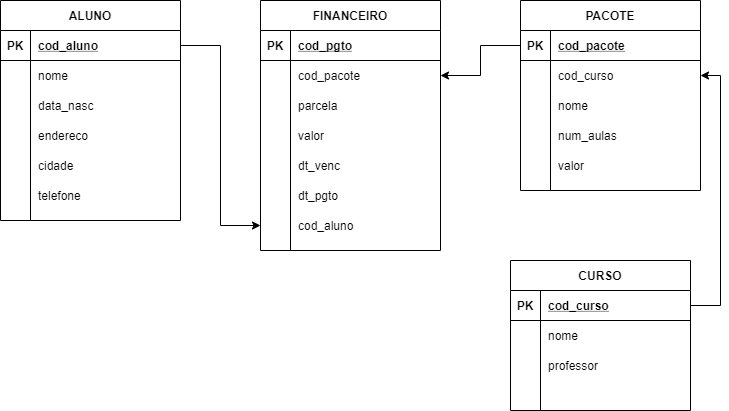 ALUNO
PK cod_aluno
nome
data_nasc
endereco
cidade
telefone
FINANCEIRO
PK cod_pgto
cod_pacote
parcela
valor
dt_venc
dt_pgto
cod_aluno
PACOTE
PK cod_pacote
cod_curso
nome
num_aulas
valor
CURSO
PK cod_curso
nome
professor